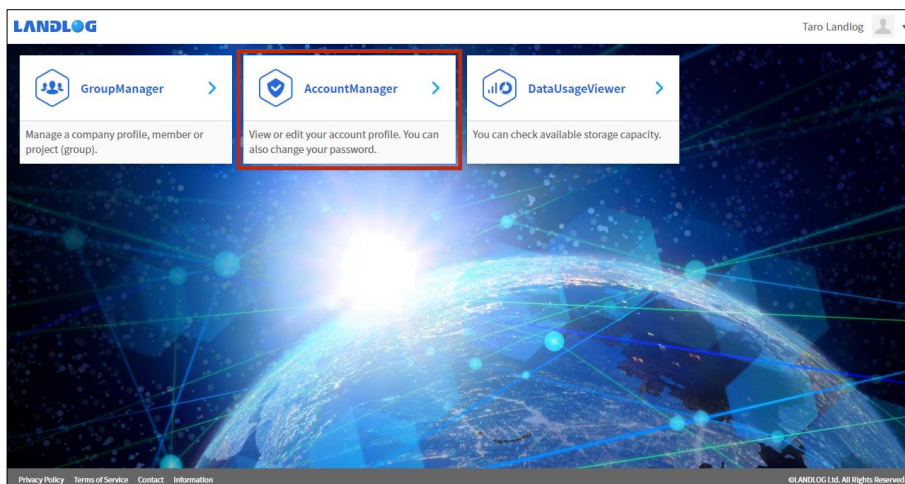 LANDLOG
Taro Landlog
GroupManager
AccountManager
DataUsageViewer
Manage a company profile, member or
project (group).
View or edit your account profile. You can
also change your password.
You can check available storage capacity.
Privacy Policy Terms of Service Contact Information
©LANDLOG Ltd. All Rights Reserved